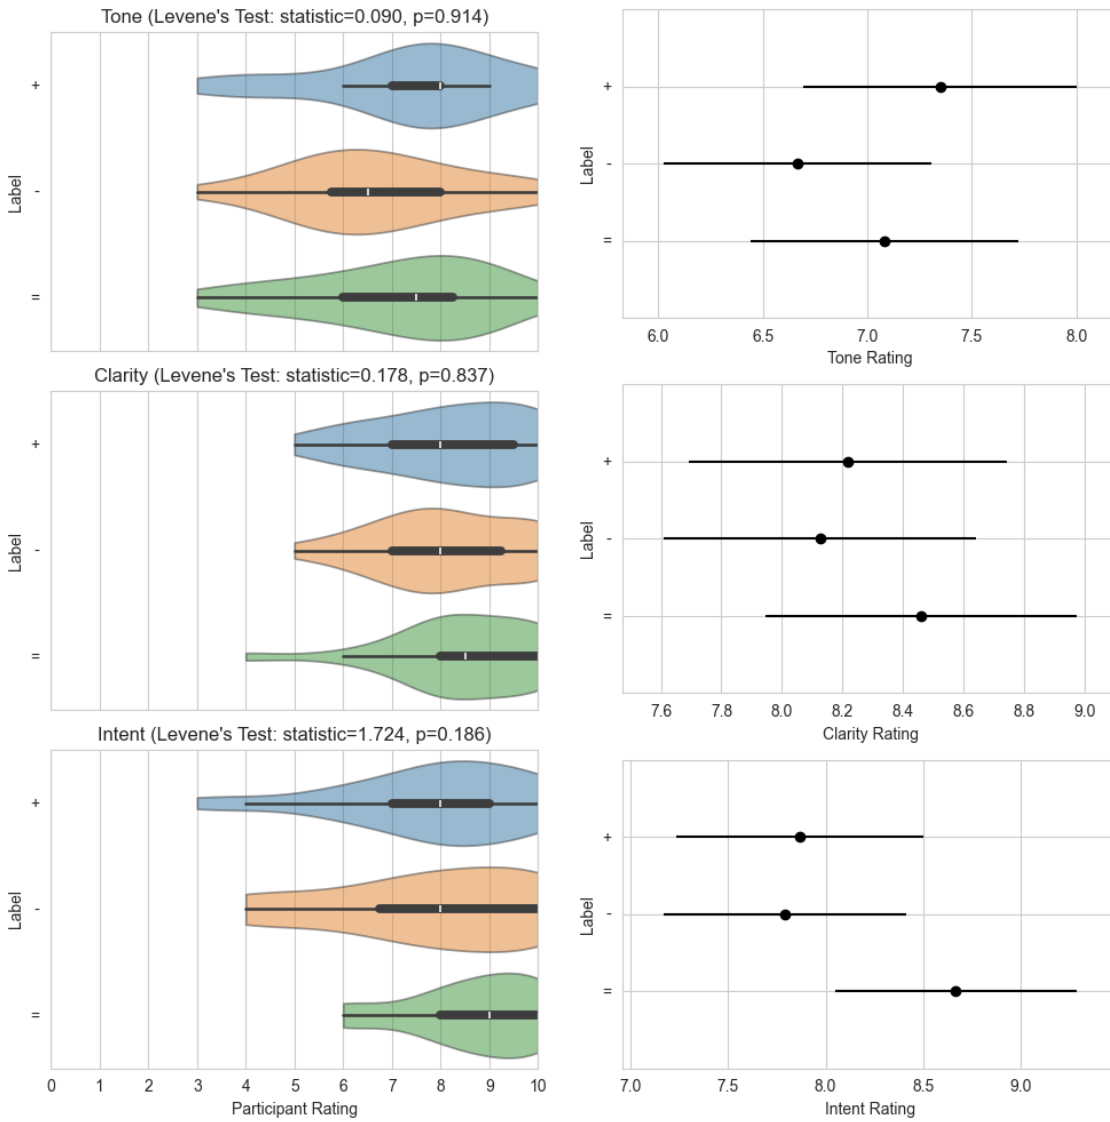 Tone (Levene's Test: statistic=0.090, p=0.914)
+
-
=
Label
+
-
=
Label
6.0 6.5 7.0 7.5 8.0
Tone Rating
Clarity (Levene's Test: statistic=0.178, p=0.837)
+
-
=
Label
+
-
=
Label
7.6 7.8 8.0 8.2 8.4 8.6 8.8 9.0
Clarity Rating
Intent (Levene's Test: statistic=1.724, p=0.186)
+
-
=
Label
0 1 2 3 4 5 6 7 8 9 10
Participant Rating
+
-
=
Label
7.0 7.5 8.0 8.5 9.0
Intent Rating